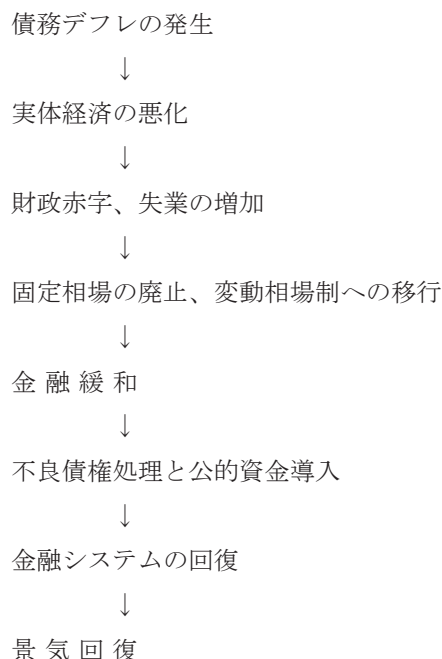 債務デフレの発生
↓
実体経済の悪化
↓
財政赤字、失業の増加
↓
固定相場の廃止、変動相場制への移行
↓
金 融 緩 和
↓
不良債権処理と公的資金導入
↓
金融システムの回復
↓
景 気 回 復